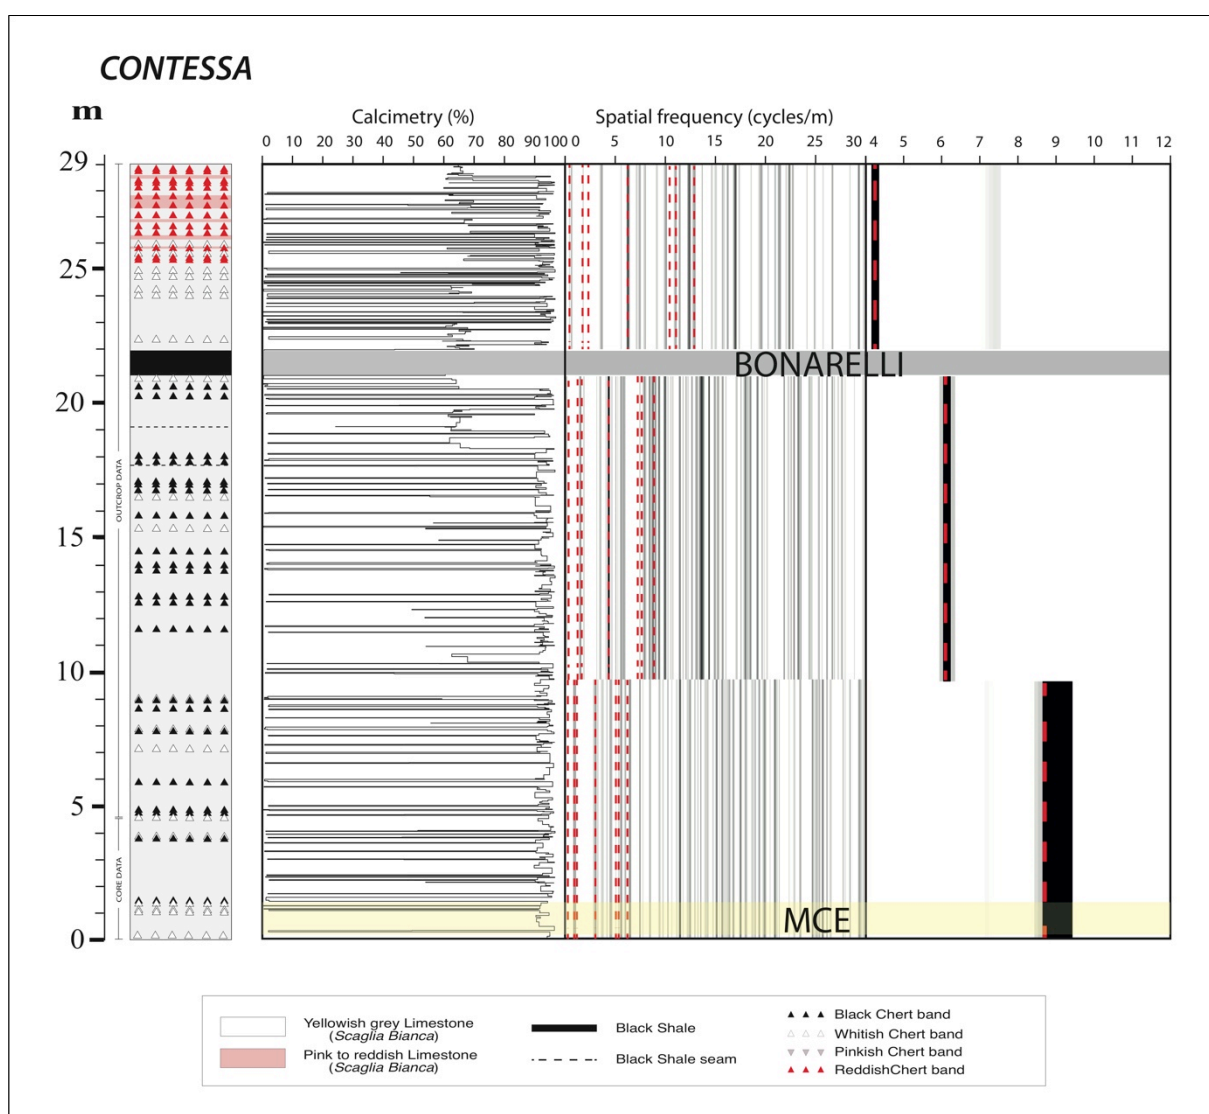 CONTESSA
m
Calcimetry (%)
Spatial frequency (cycles/m)
0 10 20 30 40 50 60 70 80 90 100 0 5 10 15 20 25 30 4 5 6 7 8 9 10 11 12
29
25
BONARELLI
20
OUTCROP DATA
15
10
5
CORE DATA
MCE
0
Yellowish grey Limestone
(Scaglia Bianca)
Pink to reddish Limestone
(Scaglia Bianca)
Black Shale
Black Shale seam
Black Chert band
Whitish Chert band
Pinkish Chert band
ReddishChert band